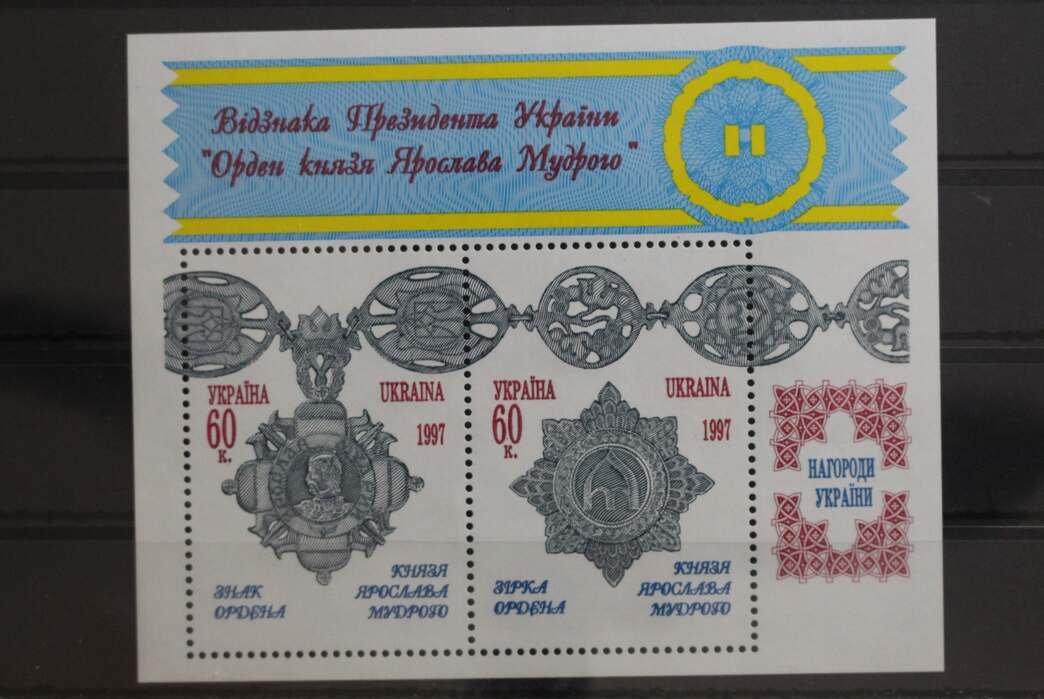 Відзнака Президента України
"Орден князя Ярослава Мудрого"
УКРАЇНА UKRAINA
60 к. 1997
ЗНАК ОРДЕНА
КНЯЗЯ ЯРОСЛАВА МУДРОГО
УКРАЇНА UKRAINA
60 к. 1997
ЗІРКА ОРДЕНА
КНЯЗЯ ЯРОСЛАВА МУДРОГО
НАГОРОДИ
УКРАЇНИ